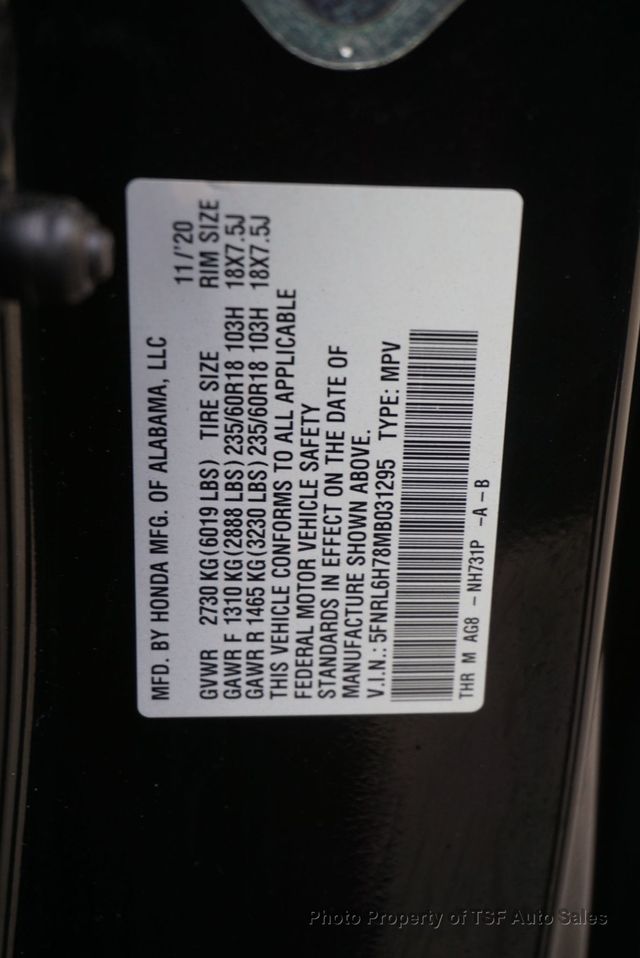 MFD. BY HONDA MFG. OF ALABAMA, LLC
11/'20
GVWR 2730 KG(6019 LBS) TIRE SIZE RIM SIZE
GAWR F 1310 KG(2888 LBS) 235/60R18 103H 18X7.5J
GAWR R 1465 KG(3230 LBS) 235/60R18 103H 18X7.5J
THIS VEHICLE CONFORMS TO ALL APPLICABLE
FEDERAL MOTOR VEHICLE SAFETY
STANDARDS IN EFFECT ON THE DATE OF
MANUFACTURE SHOWN ABOVE.
V.I.N.:5FNRL6H78MB031295 TYPE: MPV
THR M AG8 - NH731P -A-B
Photo Property of TSF Auto Sales